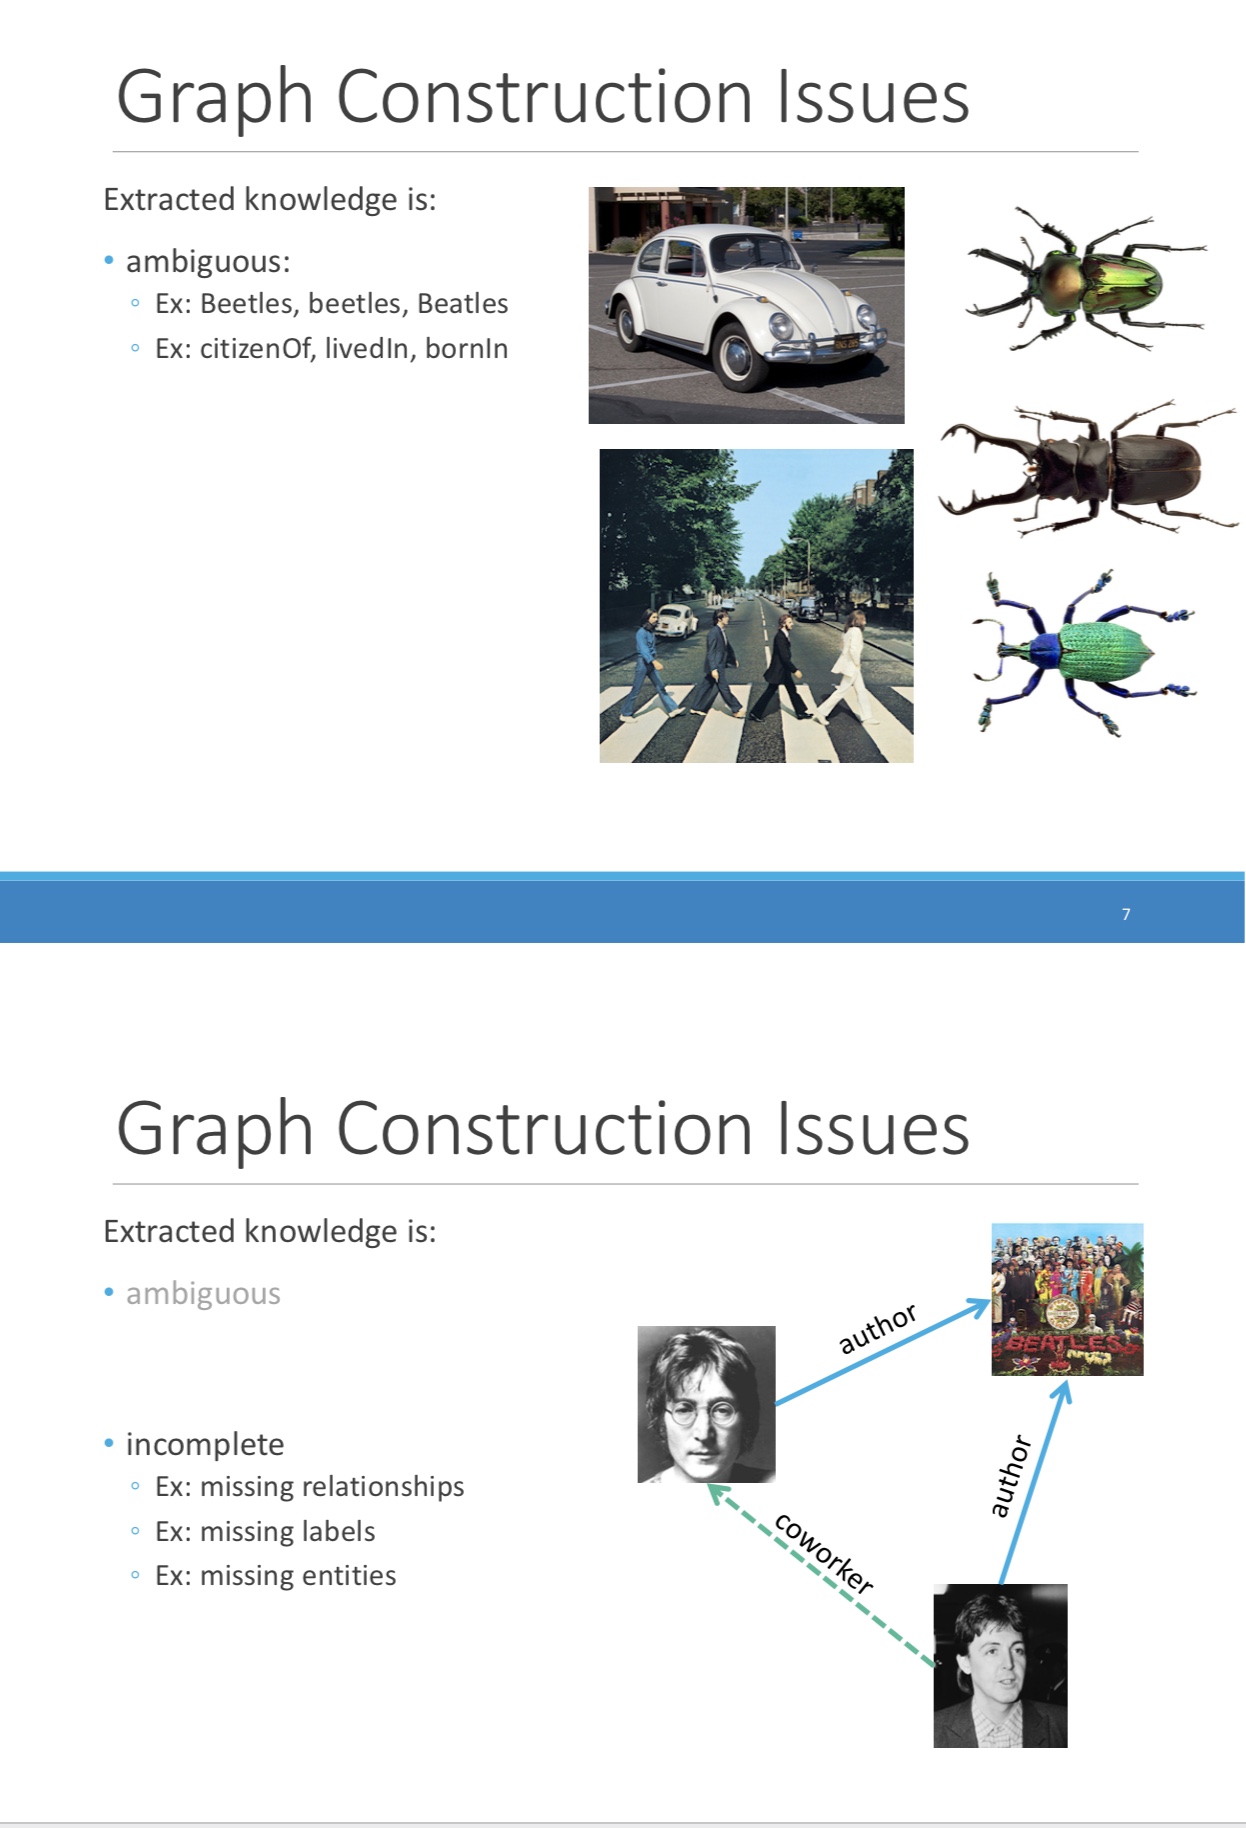 Graph Construction Issues
Extracted knowledge is:
• ambiguous:
◦ Ex: Beetles, beetles, Beatles
◦ Ex: citizenOf, livedIn, bornIn
7
Graph Construction Issues
Extracted knowledge is:
• ambiguous
• incomplete
◦ Ex: missing relationships
◦ Ex: missing labels
◦ Ex: missing entities
author
BEATLES
coworker
author